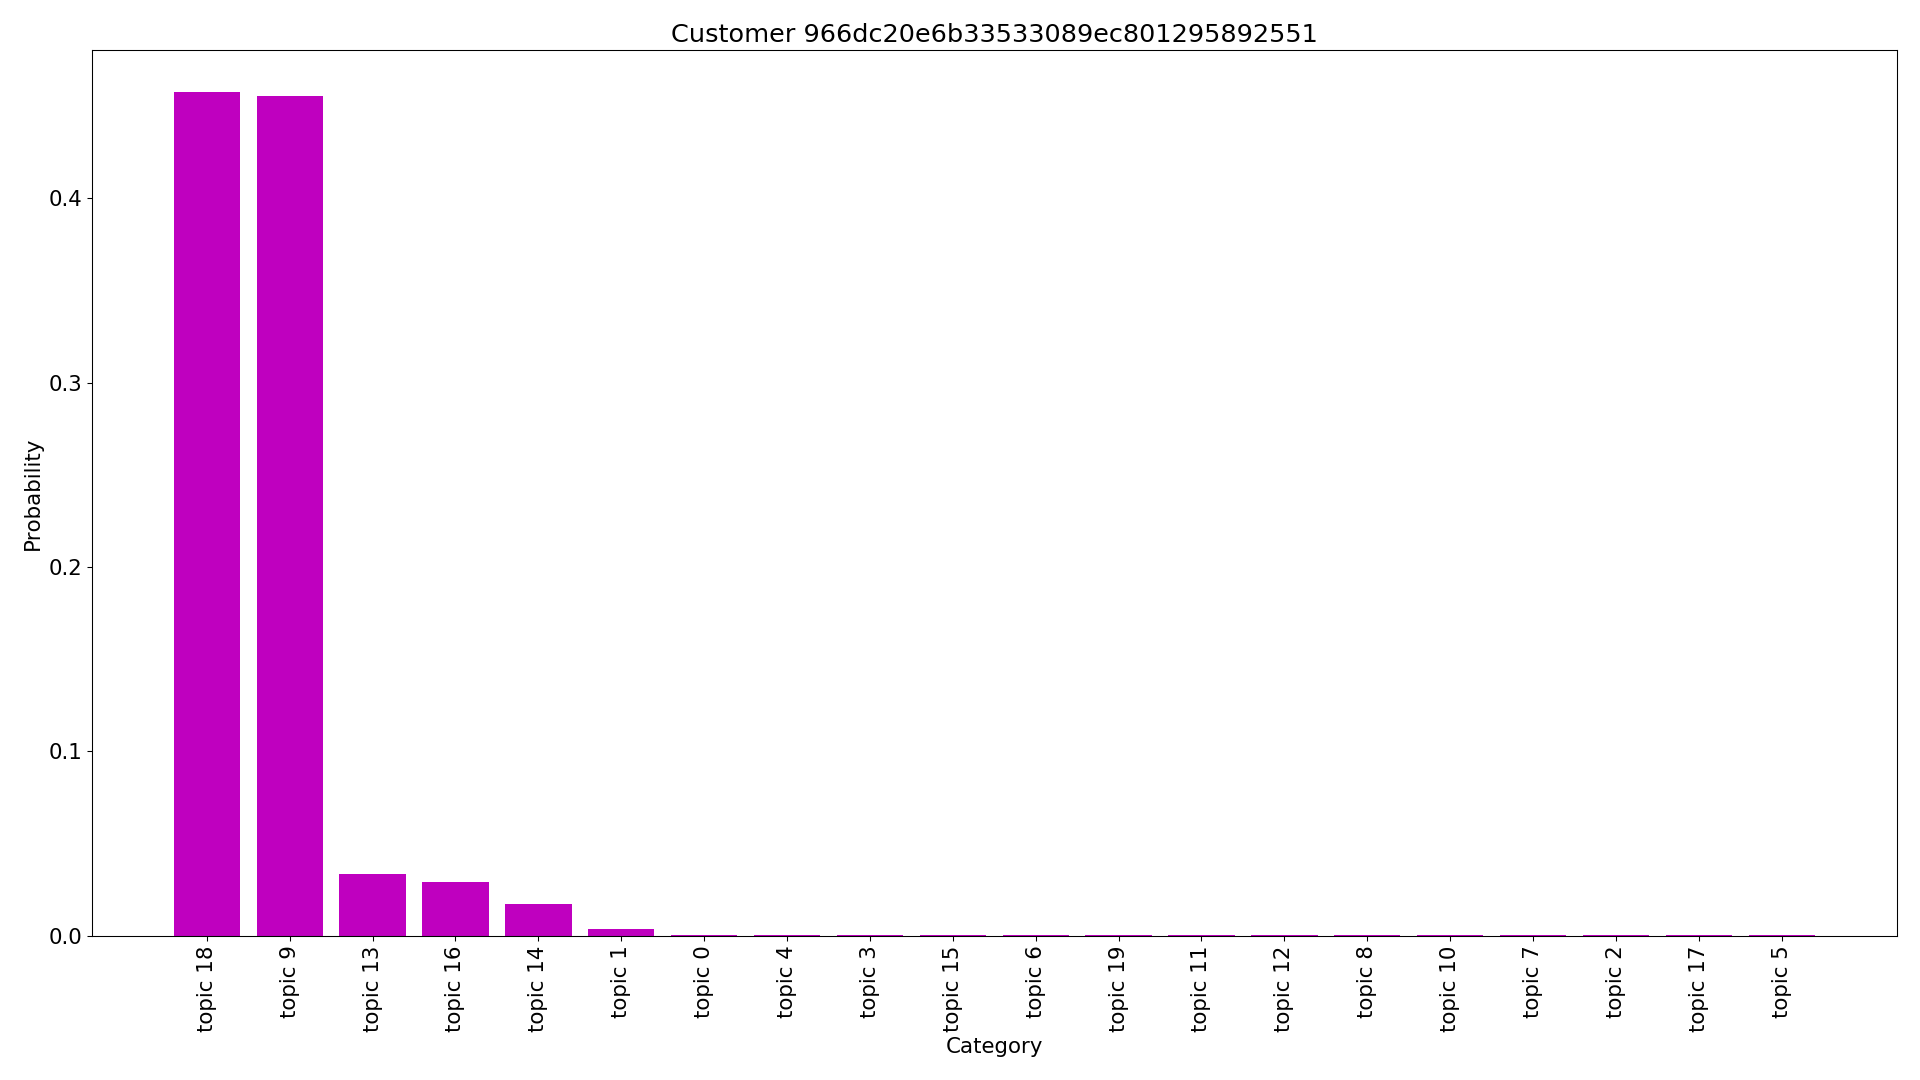 Customer 966dc20e6b33533089ec801295892551
Probability
0.4
0.3
0.2
0.1
0.0
topic 18
topic 9
topic 13
topic 16
topic 14
topic 1
topic 0
topic 4
topic 3
topic 15
topic 6
topic 19
topic 11
topic 12
topic 8
topic 10
topic 7
topic 2
topic 17
topic 5
Category